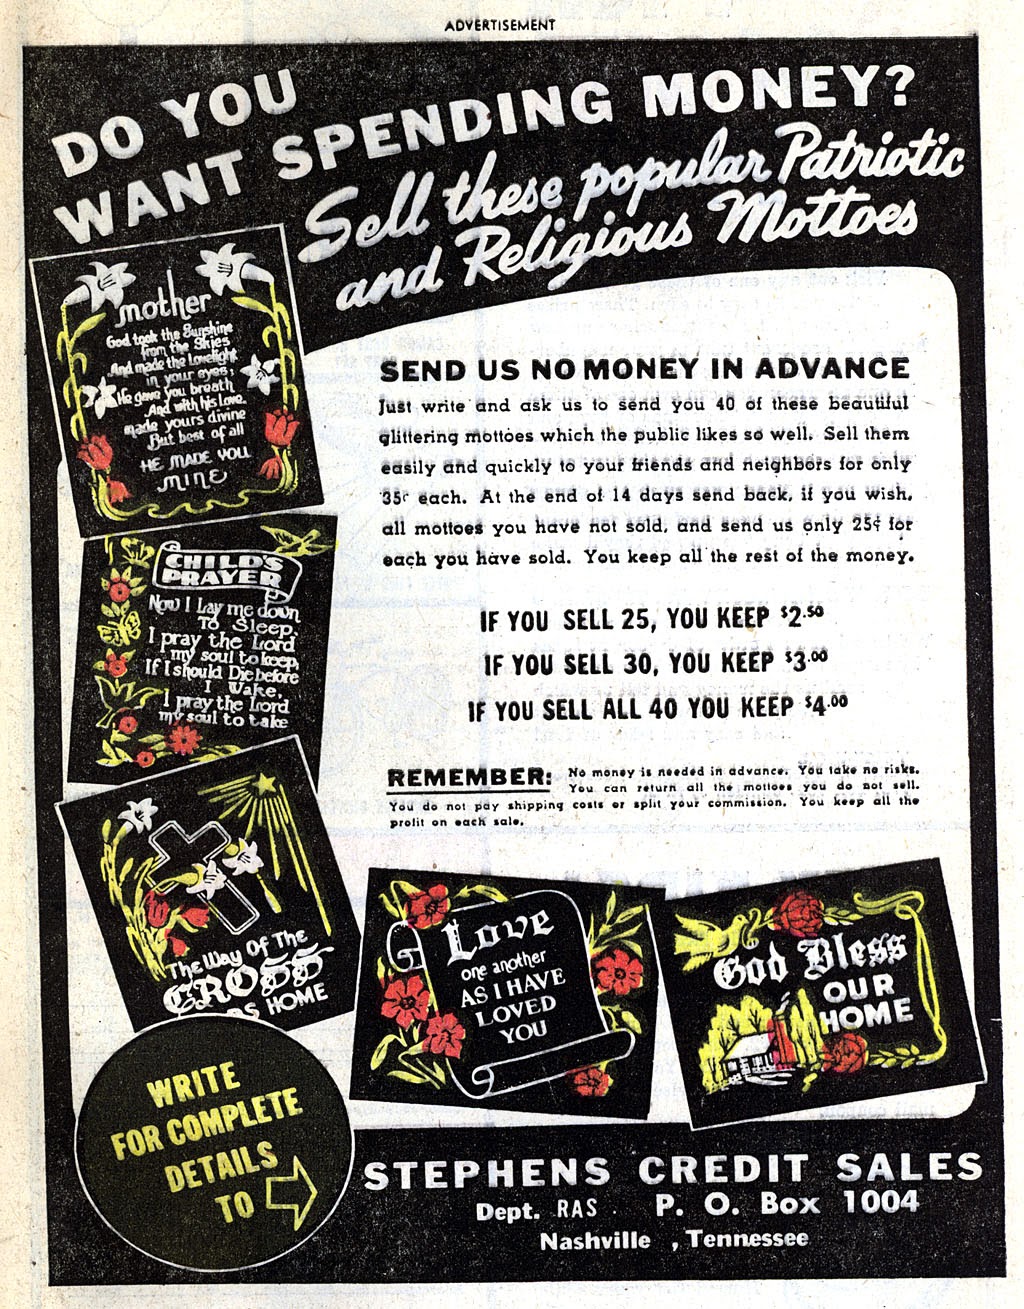 ADVERTISEMENT
DO YOU
WANT SPENDING MONEY?
Sell these popular Patriotic
and Religious Mottoes
mother
God took the Sunshine
from the Skies
And made the Lovelight
in your eyes;
He gave you breath
And with his Love
made yours divine
But best of all
HE MADE YOU
MINE
SEND US NO MONEY IN ADVANCE
Just write and ask us to send you 40 of these beautiful
glittering mottoes which the public likes so well. Sell them
easily and quickly to your friends and neighbors for only
35¢ each. At the end of 14 days send back, if you wish,
all mottoes you have not sold, and send us only 25¢ for
each you have sold. You keep all the rest of the money.
CHILD'S
PRAYER
Now I Lay me down
To Sleep,
I pray the Lord
my soul to keep,
If I should Die before
I Wake,
I pray the Lord
my soul to take
IF YOU SELL 25, YOU KEEP $2.50
IF YOU SELL 30, YOU KEEP $3.00
IF YOU SELL ALL 40 YOU KEEP $4.00
REMEMBER: No money is needed in advance. You take no risks.
You can return all the mottoes you do not sell.
You do not pay shipping costs or split your commission. You keep all the
profit on each sale.
The Way Of The
CROSS
DS HOME
Love
one another
AS I HAVE
LOVED
YOU
God Bless
OUR
HOME
WRITE
FOR COMPLETE
DETAILS
TO
STEPHENS CREDIT SALES
Dept. RAS. P. O. Box 1004
Nashville, Tennessee